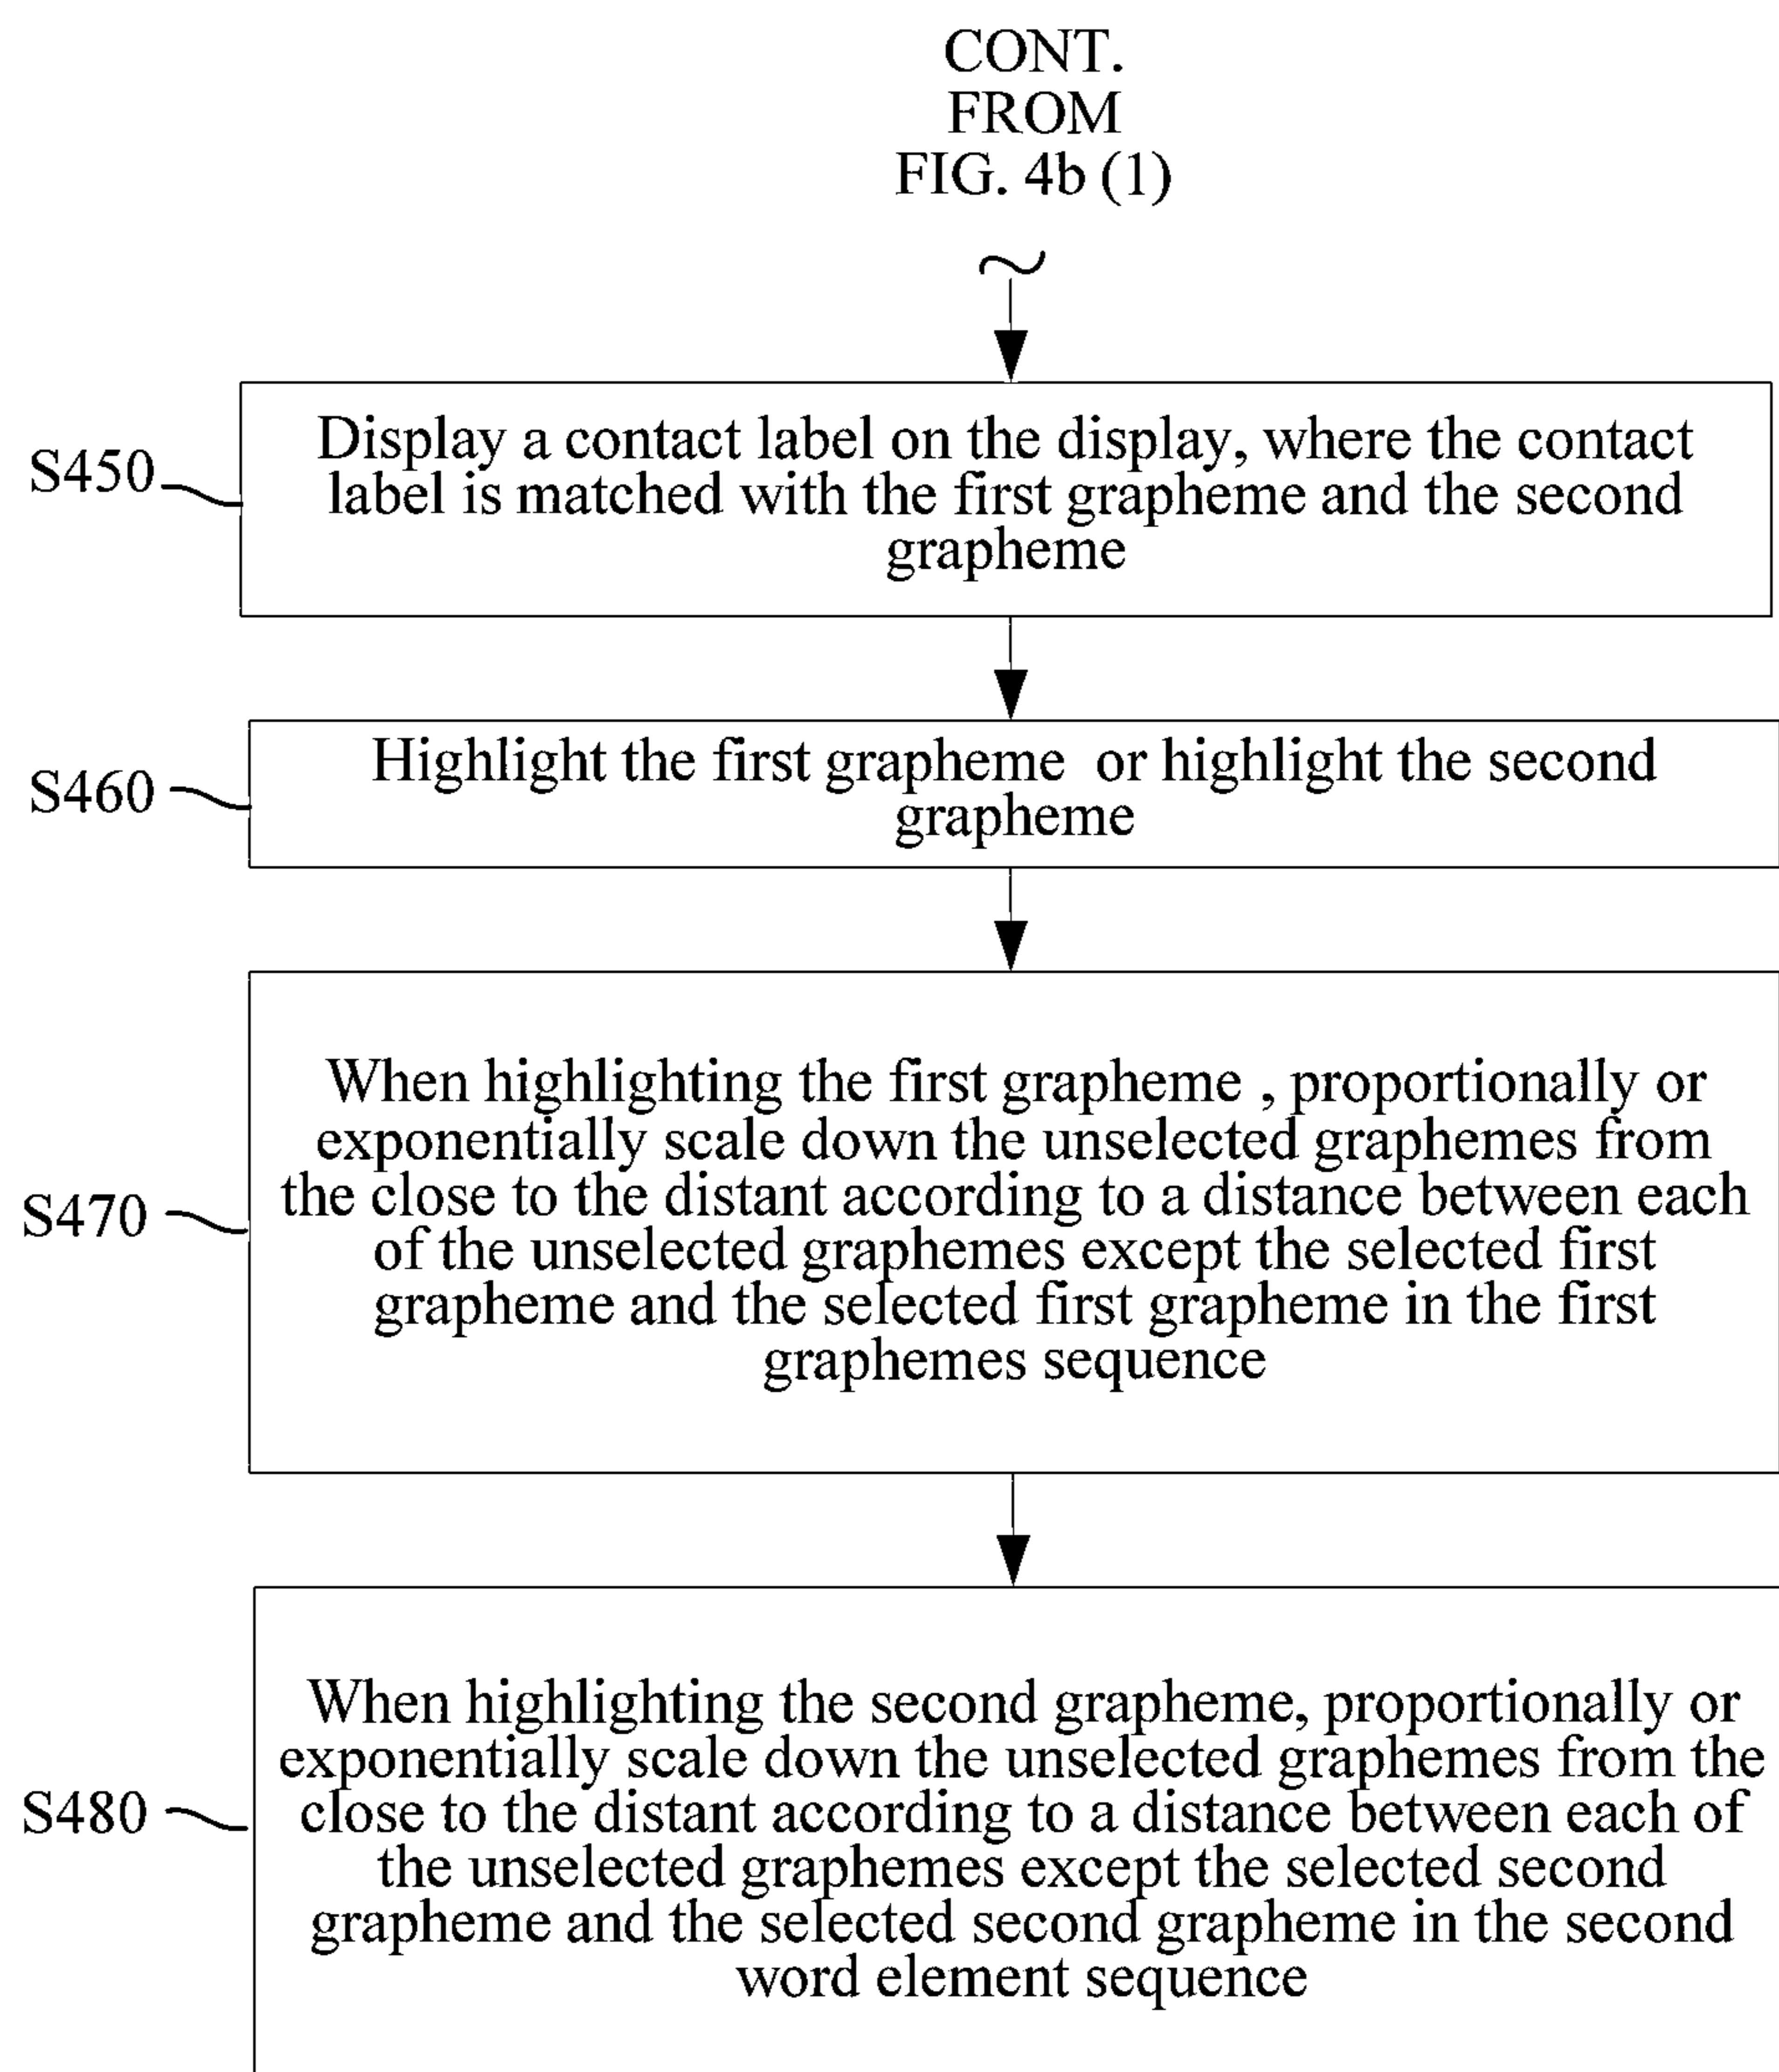 CONT.
FROM
FIG. 4b (1)
S450
Display a contact label on the display, where the contact
label is matched with the first grapheme and the second
grapheme
S460
Highlight the first grapheme or highlight the second
grapheme
S470
When highlighting the first grapheme , proportionally or
exponentially scale down the unselected graphemes from
the close to the distant according to a distance between each
of the unselected graphemes except the selected first
grapheme and the selected first grapheme in the first
graphemes sequence
S480
When highlighting the second grapheme, proportionally or
exponentially scale down the unselected graphemes from the
close to the distant according to a distance between each of
the unselected graphemes except the selected second
grapheme and the selected second grapheme in the second
word element sequence